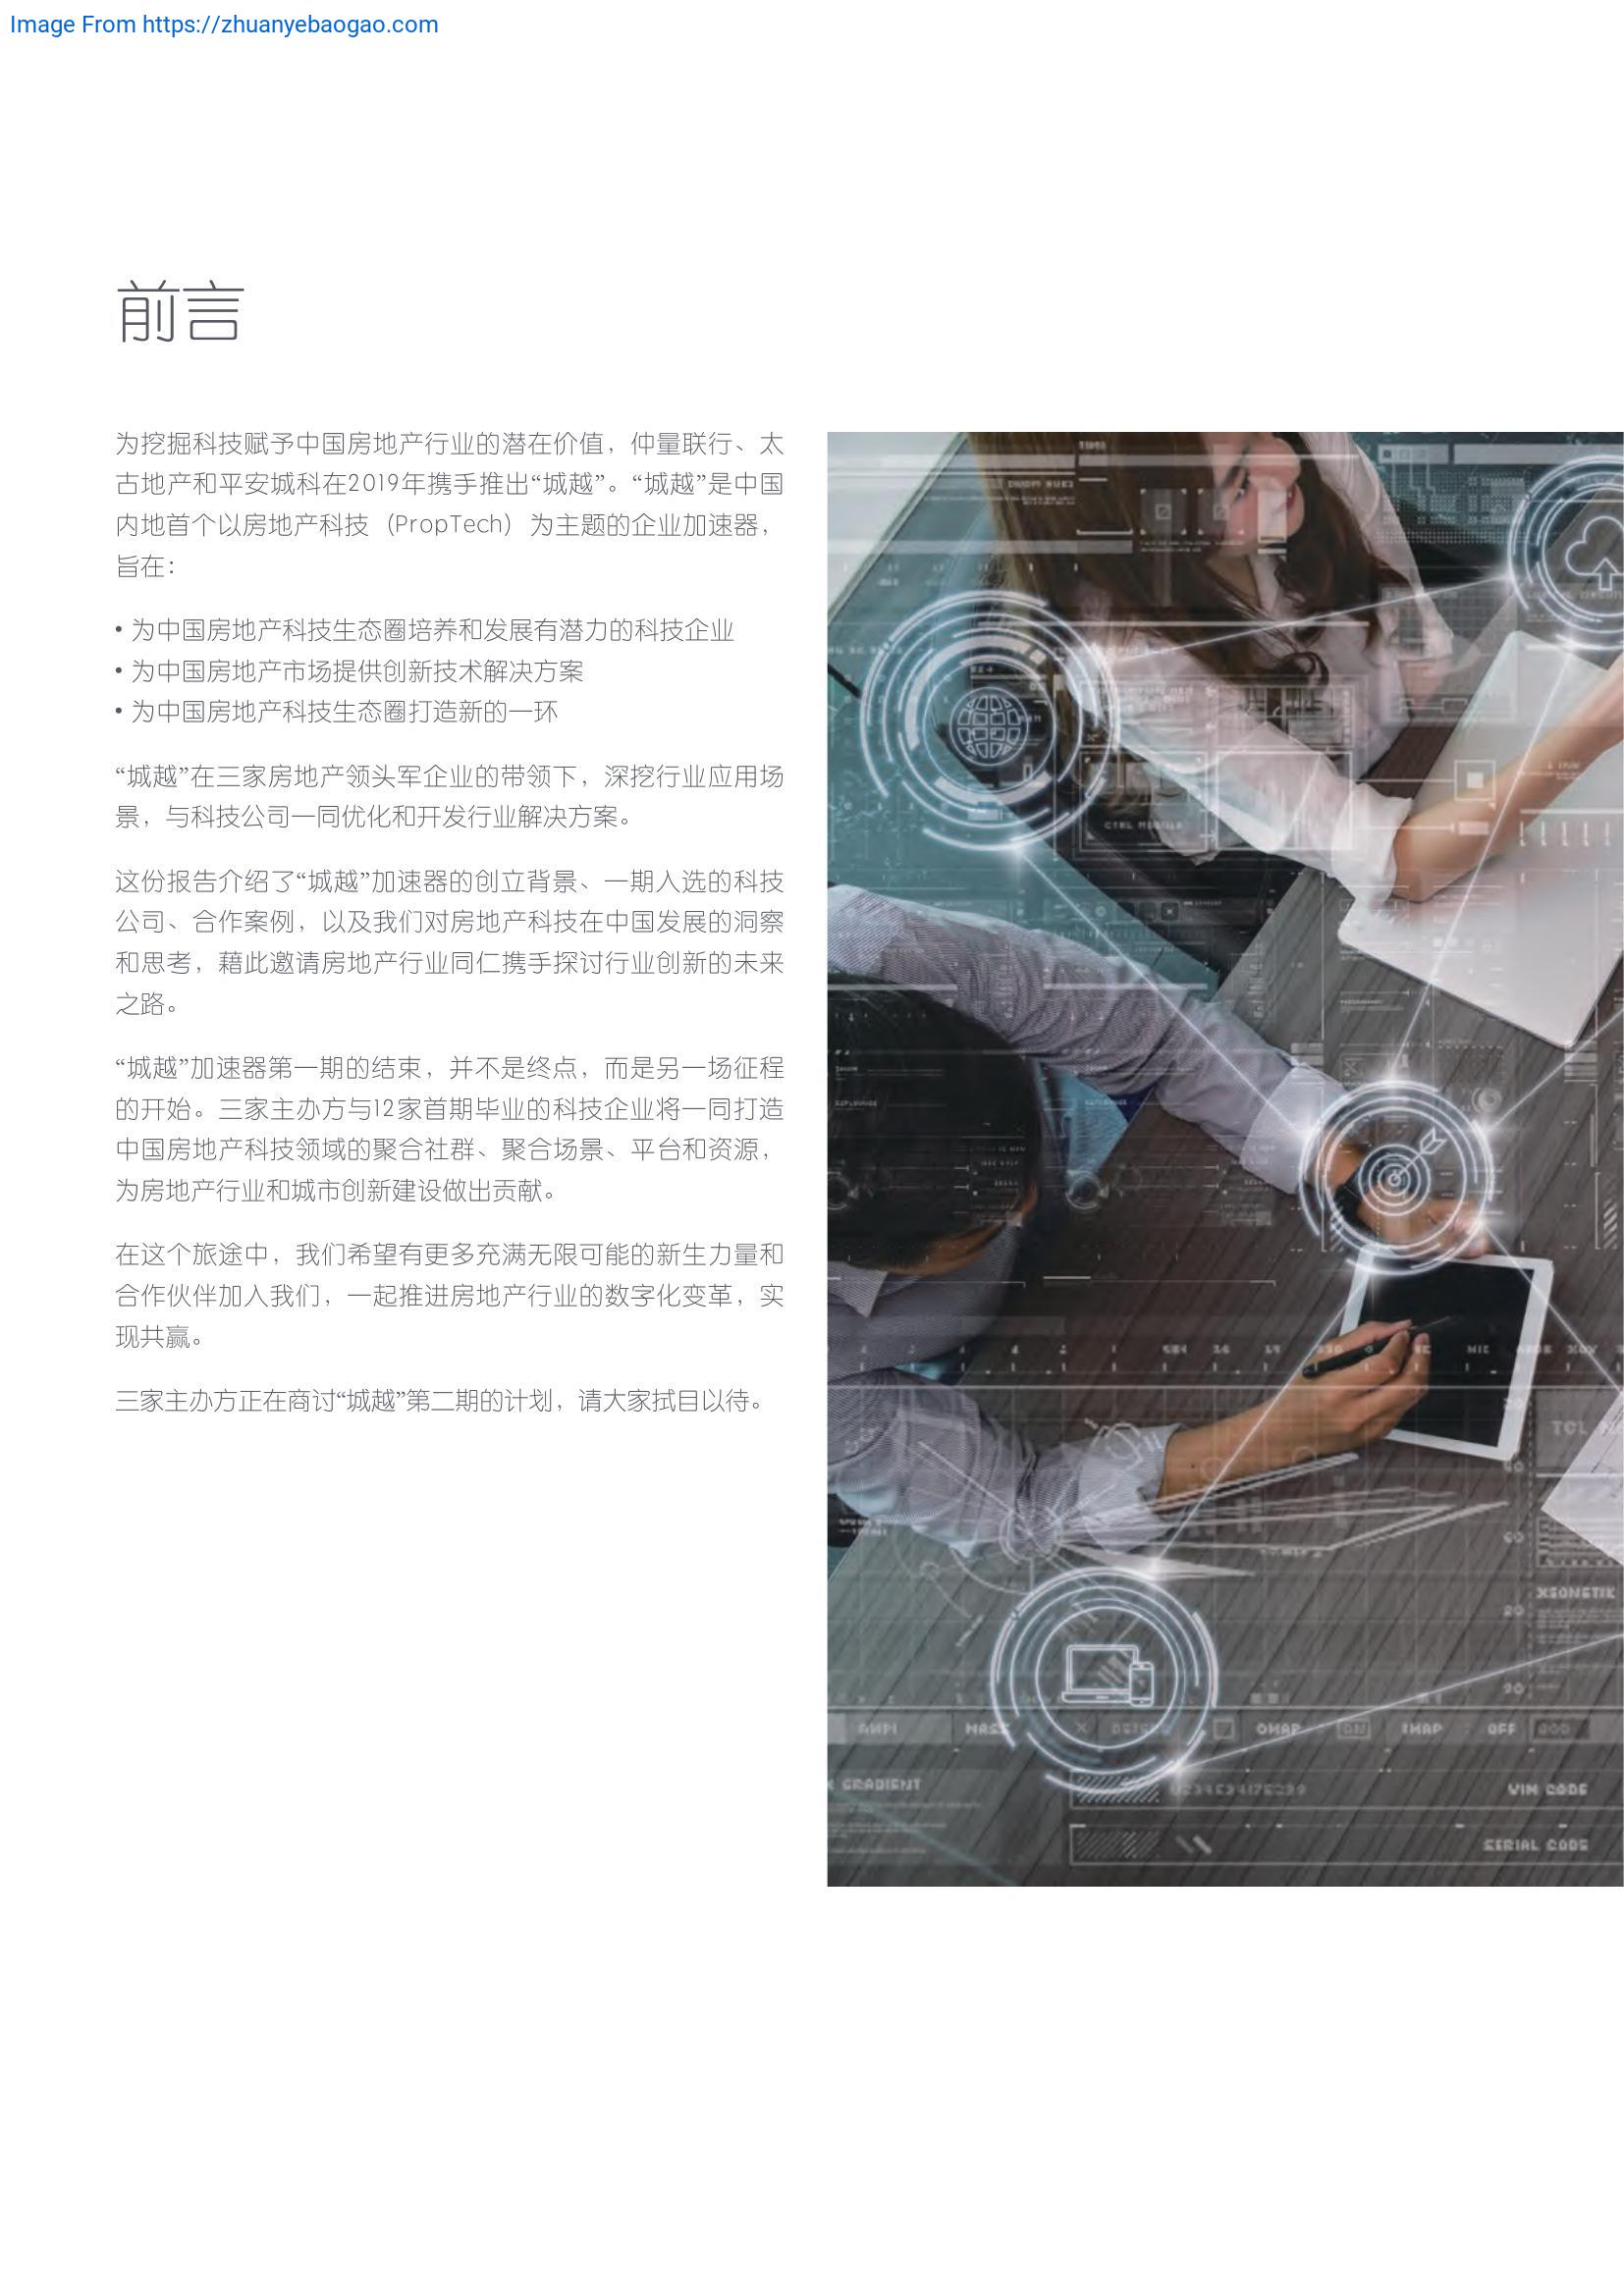 Image From https://zhuanyebaogao.com
前言
为挖掘科技赋予中国房地产行业的潜在价值，仲量联行、太
古地产和平安城科在2019年携手推出“城越”。“城越”是中国
内地首个以房地产科技（PropTech）为主题的企业加速器，
旨在：
• 为中国房地产科技生态圈培养和发展有潜力的科技企业
• 为中国房地产市场提供创新技术解决方案
• 为中国房地产科技生态圈打造新的一环
“城越”在三家房地产领头军企业的带领下，深挖行业应用场
景，与科技公司一同优化和开发行业解决方案。
这份报告介绍了“城越”加速器的创立背景、一期入选的科技
公司、合作案例，以及我们对房地产科技在中国发展的洞察
和思考，藉此邀请房地产行业同仁携手探讨行业创新的未来
之路。
“城越”加速器第一期的结束，并不是终点，而是另一场征程
的开始。三家主办方与12家首期毕业的科技企业将一同打造
中国房地产科技领域的聚合社群、聚合场景、平台和资源，
为房地产行业和城市创新建设做出贡献。
在这个旅途中，我们希望有更多充满无限可能的新生力量和
合作伙伴加入我们，一起推进房地产行业的数字化变革，实
现共赢。
三家主办方正在商讨“城越”第二期的计划，请大家拭目以待。
CTRL MODULE
XEONETIK
OMAP ON IMAP OFF
GRADIENT
VIN CODE
SERIAL CODE